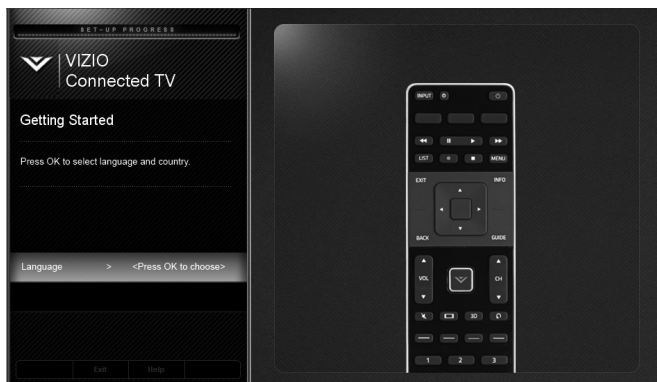 SET-UP PROGRESS
VIZIO
Connected TV
Getting Started
Press OK to select language and country.
Language > <Press OK to choose>
Exit Help
INPUT
LIST MENU
EXIT INFO
BACK GUIDE
VOL CH
3D
1 2 3